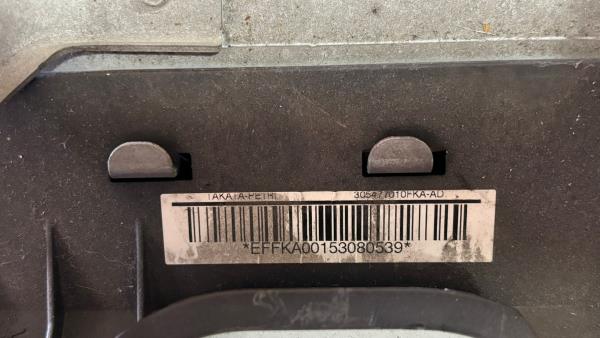 TAKATA-PETRI 305477010FKA-AD
*EFFKA00153080539*